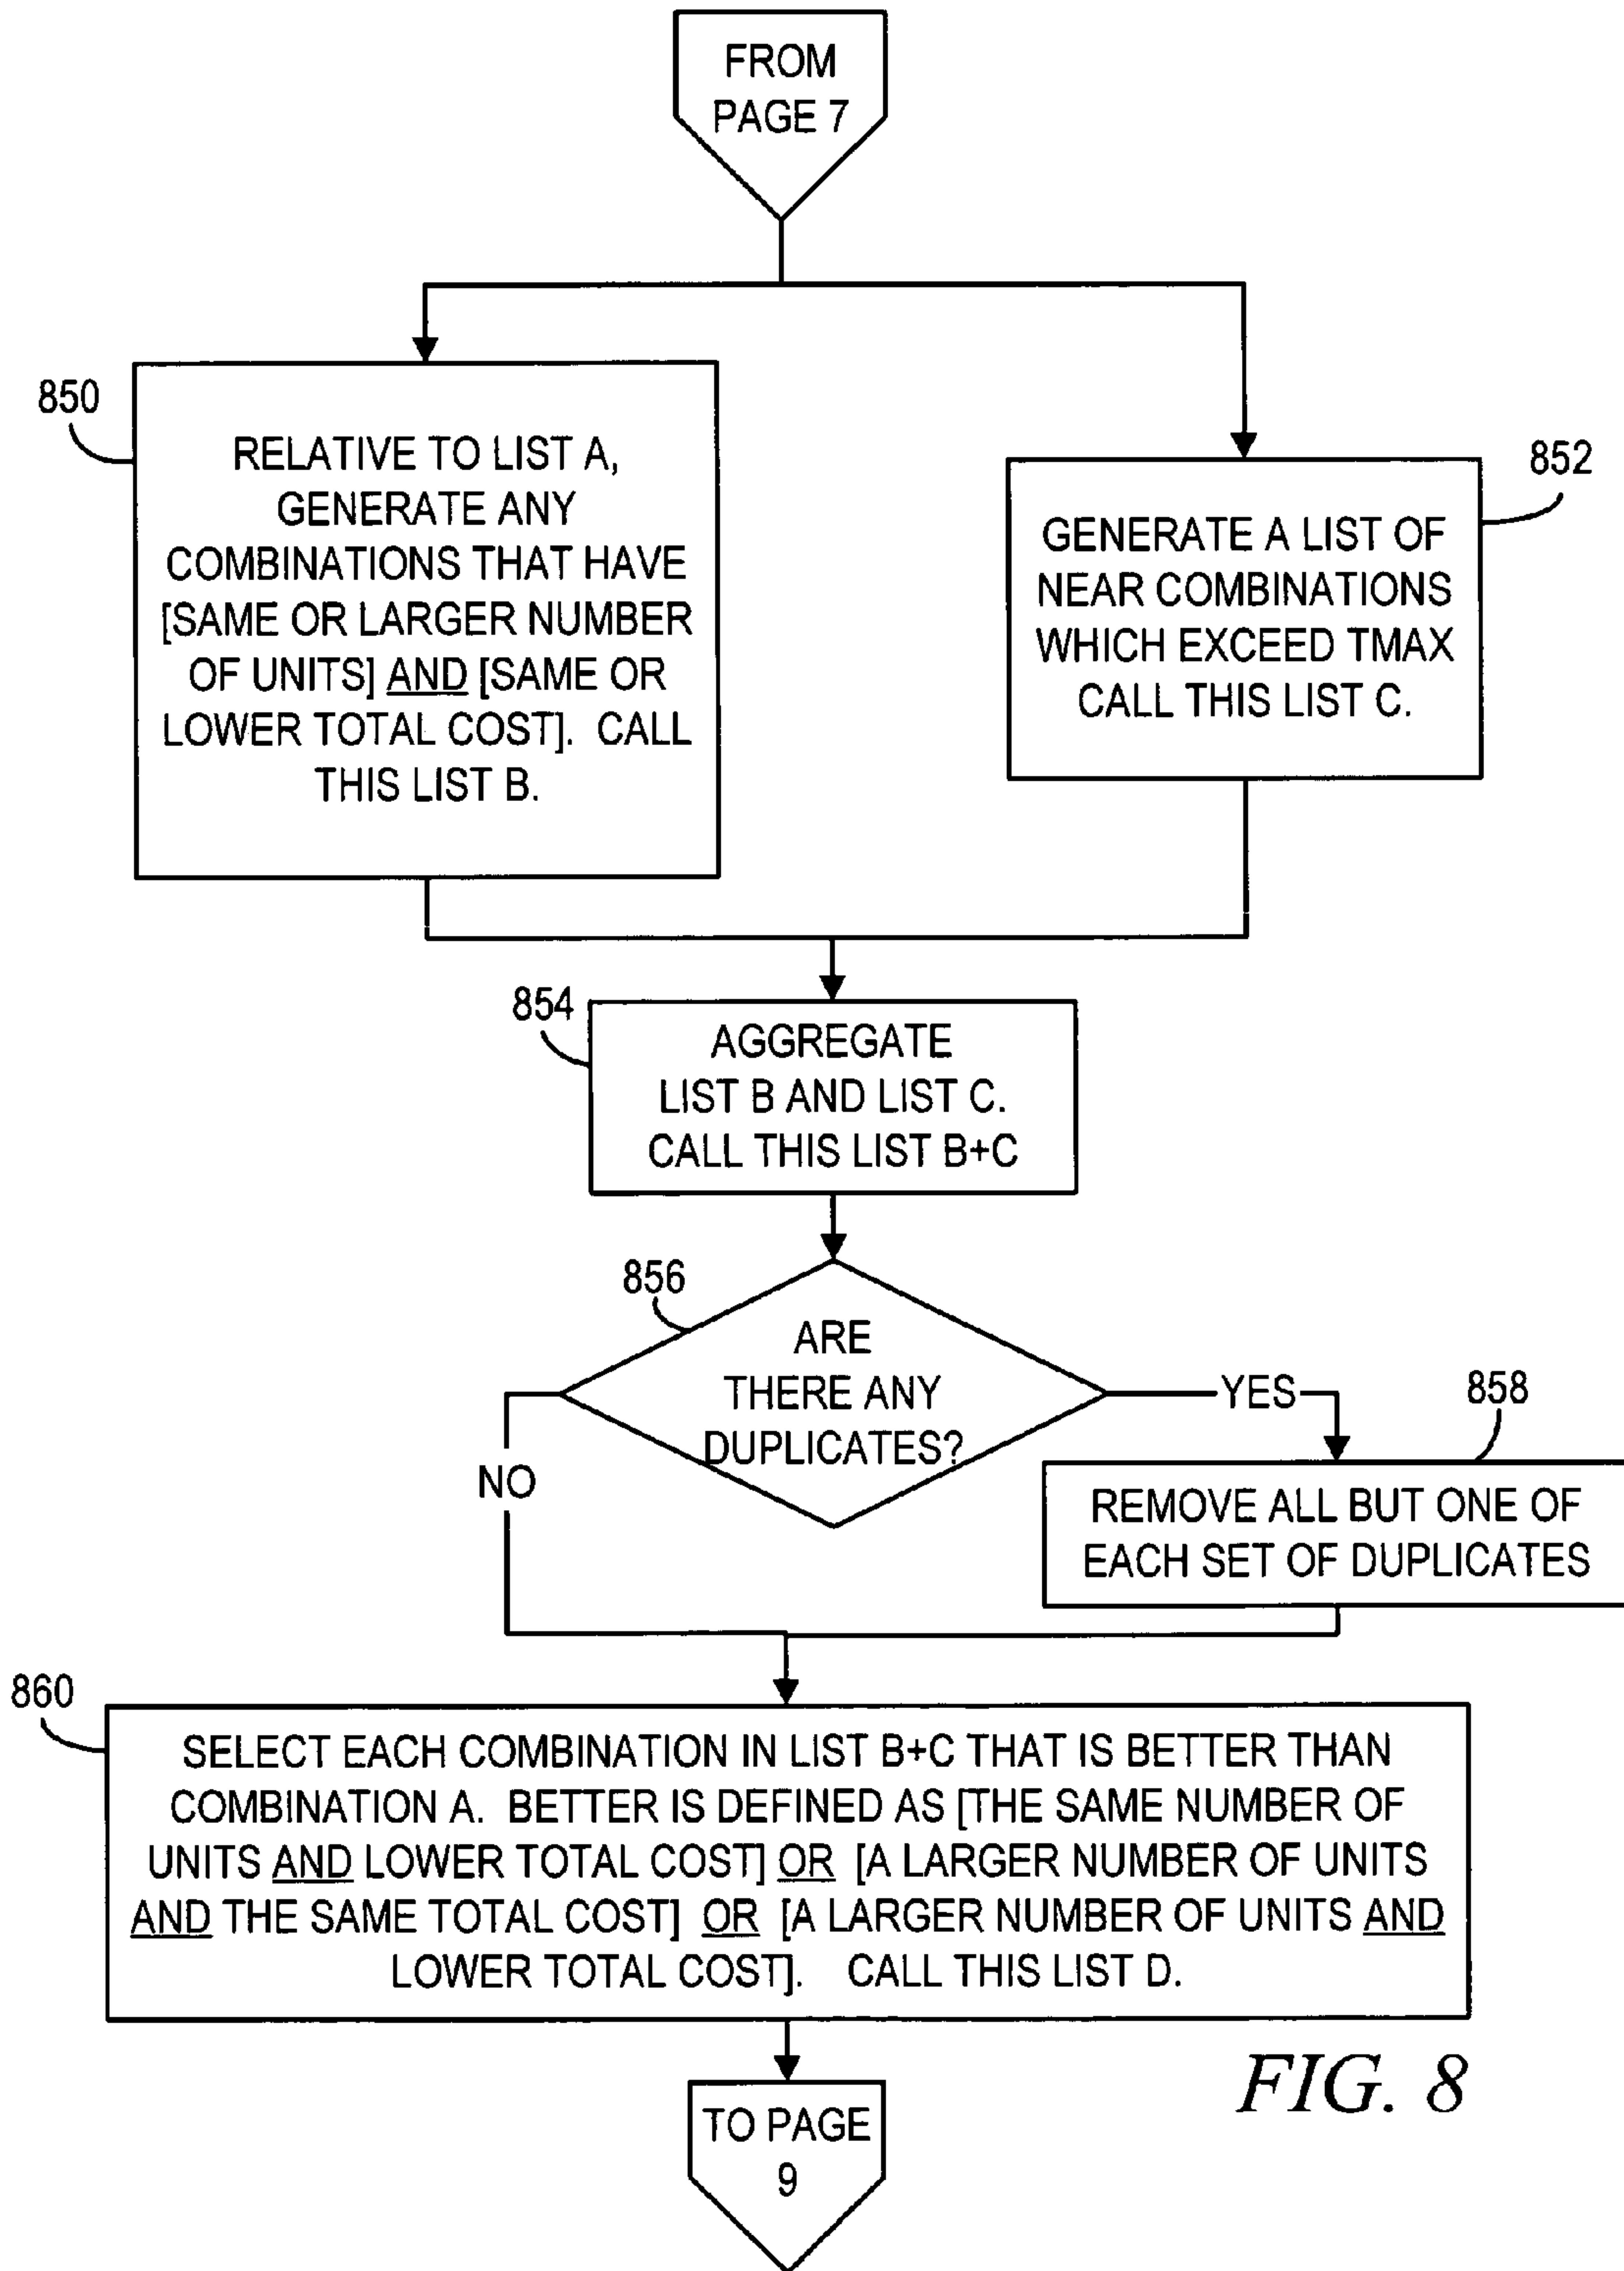 FROM
PAGE 7
850
RELATIVE TO LIST A,
GENERATE ANY
COMBINATIONS THAT HAVE
[SAME OR LARGER NUMBER
OF UNITS] AND [SAME OR
LOWER TOTAL COST]. CALL
THIS LIST B.
852
GENERATE A LIST OF
NEAR COMBINATIONS
WHICH EXCEED TMAX
CALL THIS LIST C.
854
AGGREGATE
LIST B AND LIST C.
CALL THIS LIST B+C
856
ARE
THERE ANY
DUPLICATES?
YES
NO
858
REMOVE ALL BUT ONE OF
EACH SET OF DUPLICATES
860
SELECT EACH COMBINATION IN LIST B+C THAT IS BETTER THAN
COMBINATION A. BETTER IS DEFINED AS [THE SAME NUMBER OF
UNITS AND LOWER TOTAL COST] OR [A LARGER NUMBER OF UNITS
AND THE SAME TOTAL COST] OR [A LARGER NUMBER OF UNITS AND
LOWER TOTAL COST]. CALL THIS LIST D.
TO PAGE
9
FIG. 8